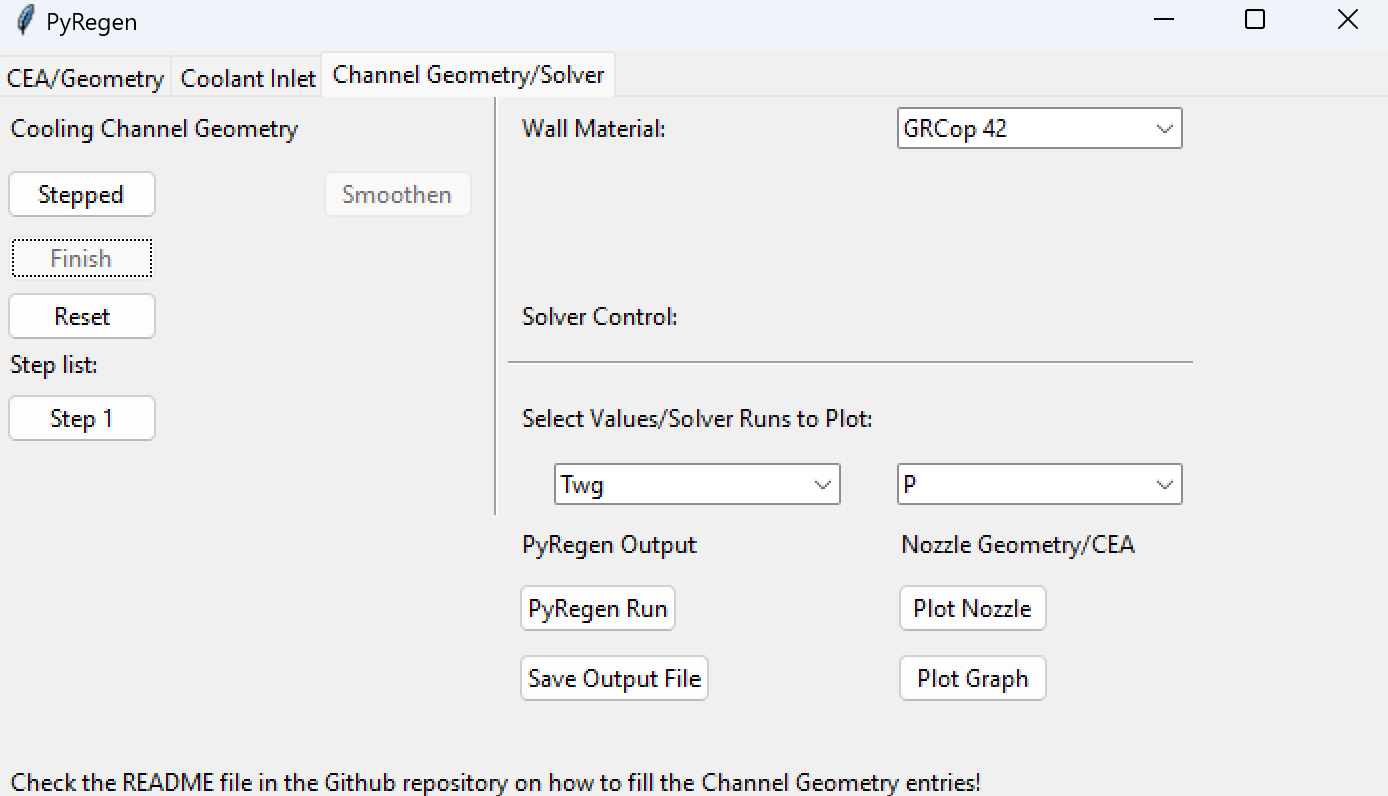 PyRegen
CEA/Geometry Coolant Inlet Channel Geometry/Solver
Cooling Channel Geometry
Stepped Smoothen
Finish
Reset
Step list:
Step 1
Wall Material: GRCop 42
Solver Control:
Select Values/Solver Runs to Plot:
Twg P
PyRegen Output Nozzle Geometry/CEA
PyRegen Run Plot Nozzle
Save Output File Plot Graph
Check the README file in the Github repository on how to fill the Channel Geometry entries!